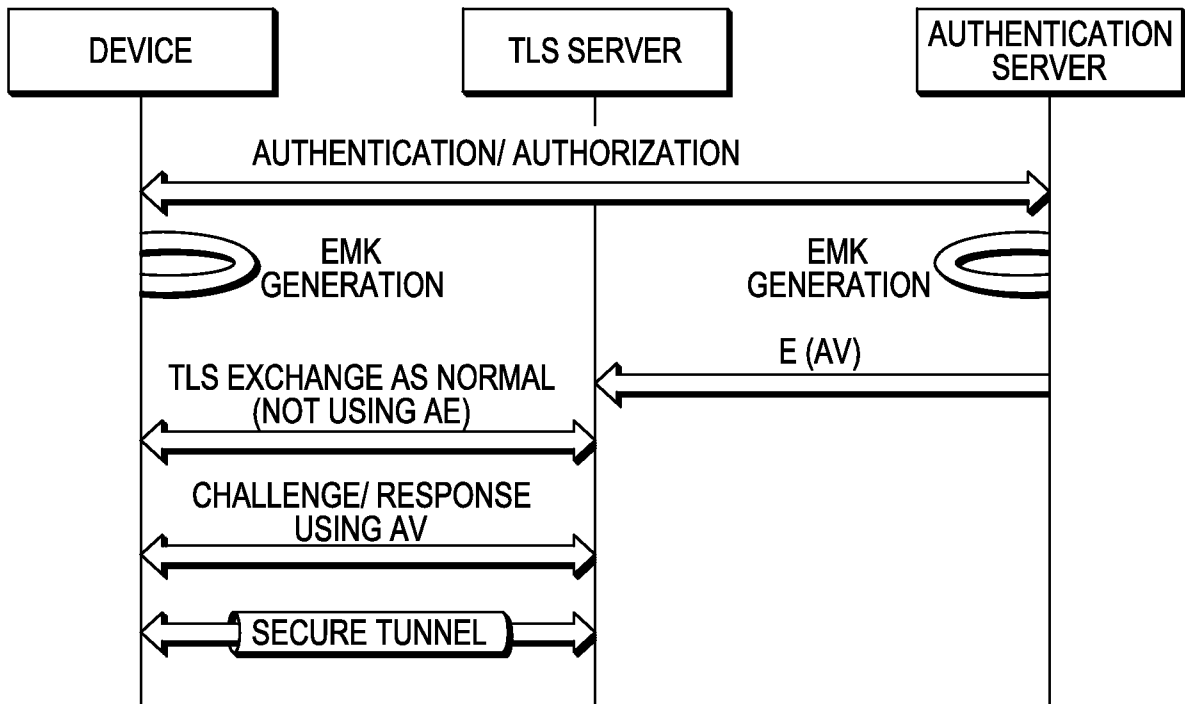 DEVICE
TLS SERVER
AUTHENTICATION
SERVER
AUTHENTICATION/ AUTHORIZATION
EMK
GENERATION
EMK
GENERATION
E (AV)
TLS EXCHANGE AS NORMAL
(NOT USING AE)
CHALLENGE/ RESPONSE
USING AV
SECURE TUNNEL